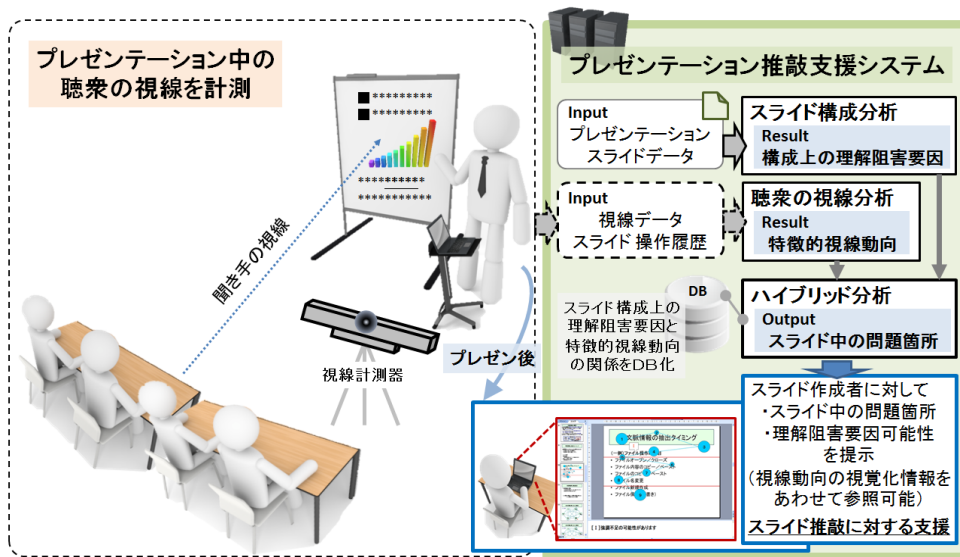 プレゼンテーション中の
聴衆の視線を計測
＊＊＊＊＊＊＊＊＊
＊＊＊＊＊＊＊＊＊
＊＊＊＊＊＊＊＊＊＊
＊＊＊＊＊＊＊＊＊＊
聞き手の視線
視線計測器
プレゼン後
プレゼンテーション推敲支援システム
Input
プレゼンテーション
スライドデータ
スライド構成分析
Result
構成上の理解阻害要因
Input
視線データ
スライド操作履歴
聴衆の視線分析
Result
特徴的視線動向
DB
スライド構成上の
理解阻害要因と
特徴的視線動向
の関係をDB化
ハイブリッド分析
Output
スライド中の問題箇所
スライド作成者に対して
・スライド中の問題箇所
・理解阻害要因可能性
を提示
(視線動向の視覚化情報を
あわせて参照可能)
スライド推敲に対する支援
文脈情報の抽出タイミング